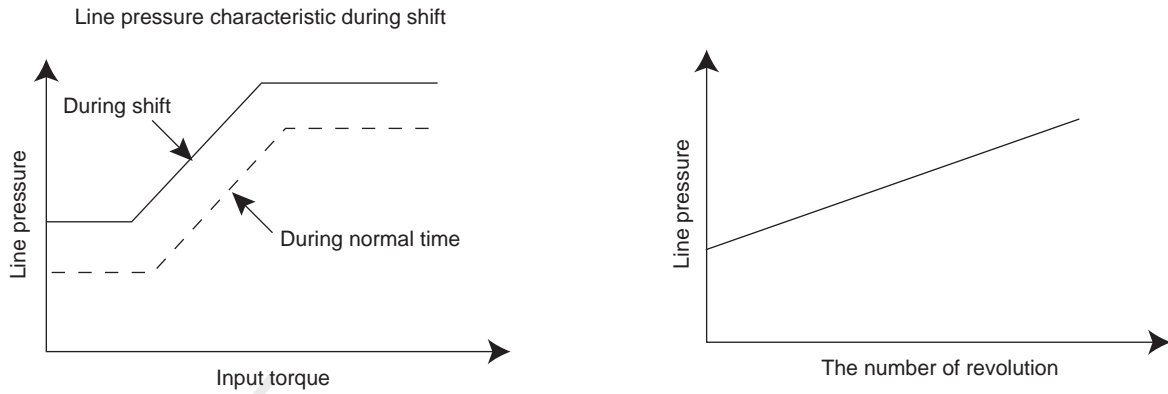 Line pressure characteristic during shift
During shift
During normal time
Line pressure
Input torque
Line pressure
The number of revolution